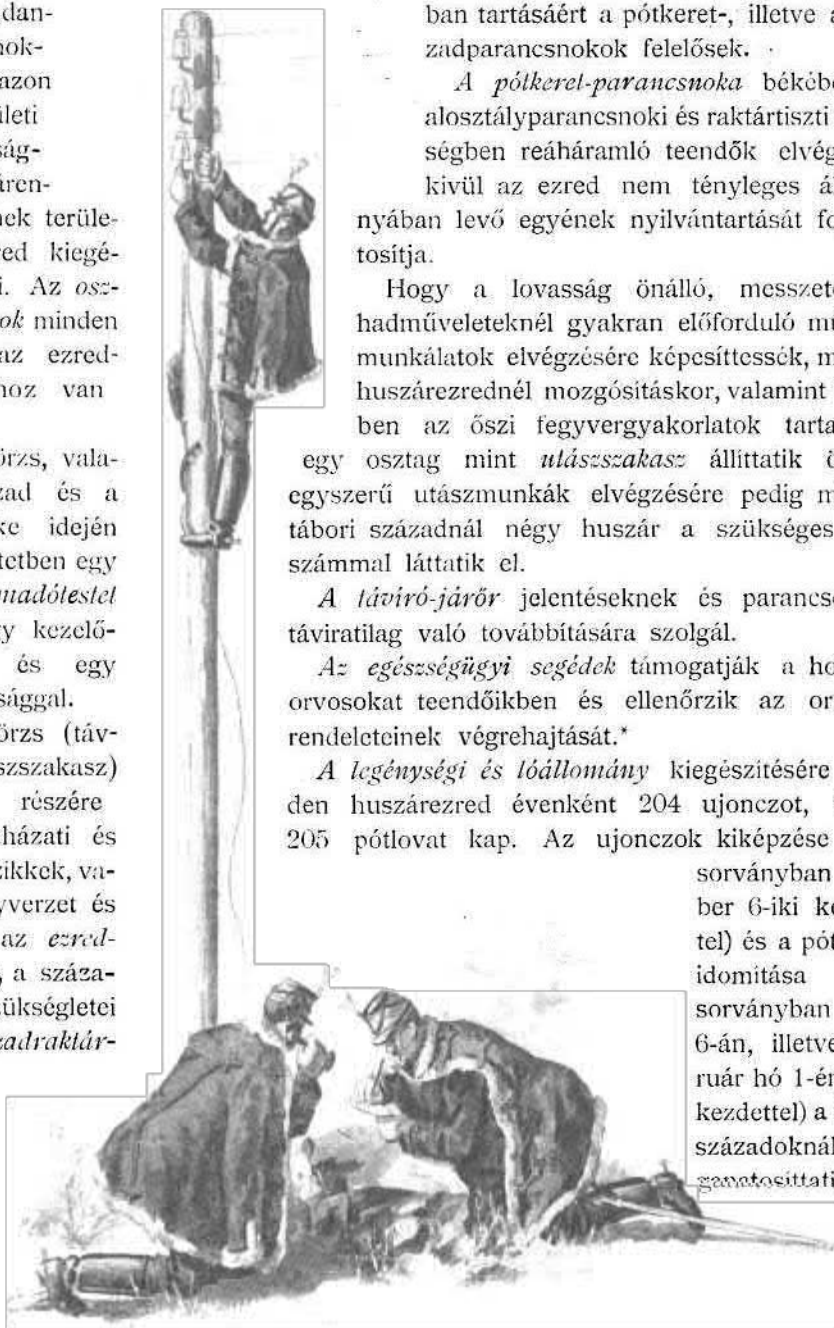 dan-
nok-
azon
ületi
ság-
áren-
nek terüle-
red kiegé-
i. Az osz-
ok minden
az ezred-
hoz van
örzs, vala-
zad és a
ke idején
tetben egy
madótestet
gy kezelő-
és egy
sággal.
örzs (táv-
szszakasz)
részére
házati és
zikkek, va-
yverzet és
az ezred-
, a száza-
zükségletei
zadraktár-
ban tartásáért a pótkeret-, illetve a
zadparancsnokok felelősek.
A pótkeret-parancsnoka békébe
alosztályparancsnoki és raktártiszti
ségben reáháramló teendők elvég
kivül az ezred nem tényleges ál
nyában levő egyének nyilvántartását fo
tosítja.
Hogy a lovasság önálló, messzete
hadműveleteknél gyakran előforduló mű
munkálatok elvégzésére képesíttessék, m
huszárezrednél mozgósításkor, valamint
ben az őszi fegyvergyakorlatok tarta
egy osztag mint utászszakasz állíttatik ö
egyszerű utászmunkák elvégzésére pedig m
tábori századnál négy huszár a szükséges
számmal láttatik el.
A távíró-járőr jelentéseknek és parancso
táviratilag való továbbítására szolgál.
Az egészségügyi segédek támogatják a ho
orvosokat teendőikben és ellenőrzik az or
rendeleteinek végrehajtását.*
A legénységi és lóállomány kiegészítésére
den huszárezred évenként 204 ujonczot,
205 pótlovat kap. Az ujonczok kiképzése
sorványban
ber 6-iki ke
tel) és a pót
idomítása
sorványban
6-án, illetve
ruár hó 1-én
kezdettel) a
századoknál
ganatosíttati